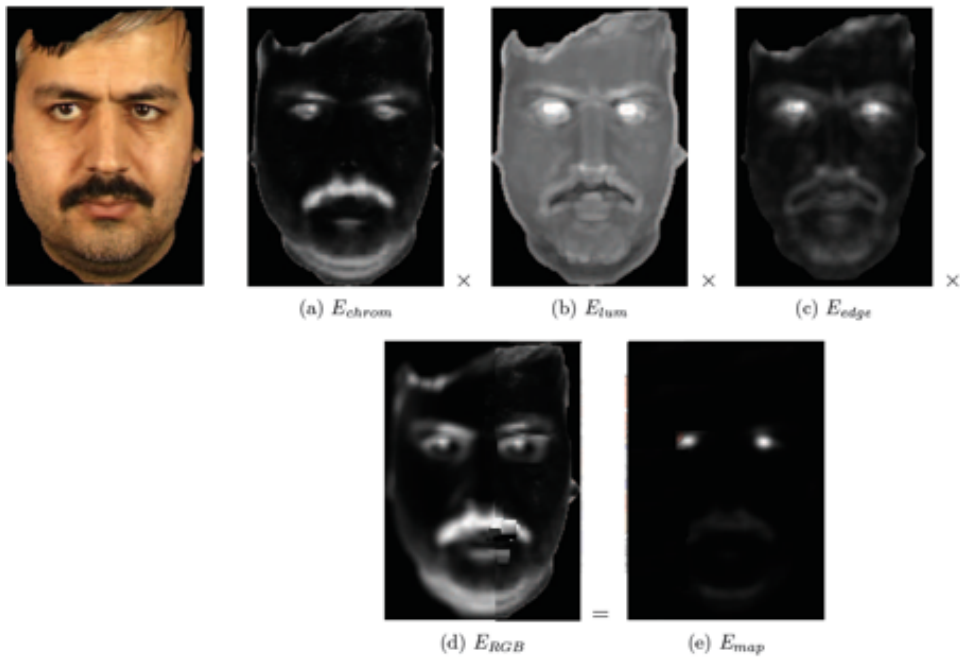 × × ×
(a) E_chrom (b) E_lum (c) E_edge
=
(d) E_RGB (e) E_map